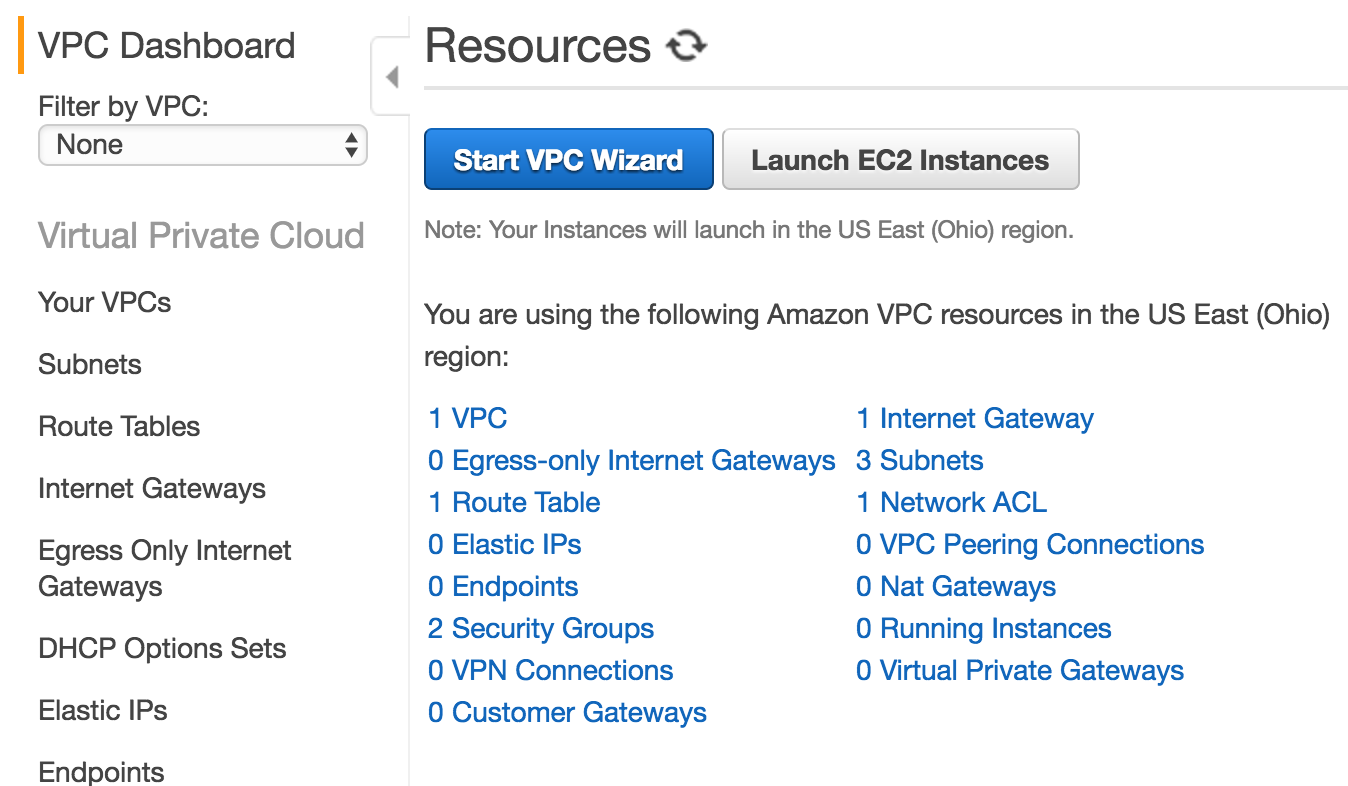 VPC Dashboard
Filter by VPC:
None
Virtual Private Cloud
Your VPCs
Subnets
Route Tables
Internet Gateways
Egress Only Internet
Gateways
DHCP Options Sets
Elastic IPs
Endpoints
Resources
Start VPC Wizard
Launch EC2 Instances
Note: Your Instances will launch in the US East (Ohio) region.
You are using the following Amazon VPC resources in the US East (Ohio)
region:
1 VPC
0 Egress-only Internet Gateways
1 Route Table
0 Elastic IPs
0 Endpoints
2 Security Groups
0 VPN Connections
0 Customer Gateways
1 Internet Gateway
3 Subnets
1 Network ACL
0 VPC Peering Connections
0 Nat Gateways
0 Running Instances
0 Virtual Private Gateways